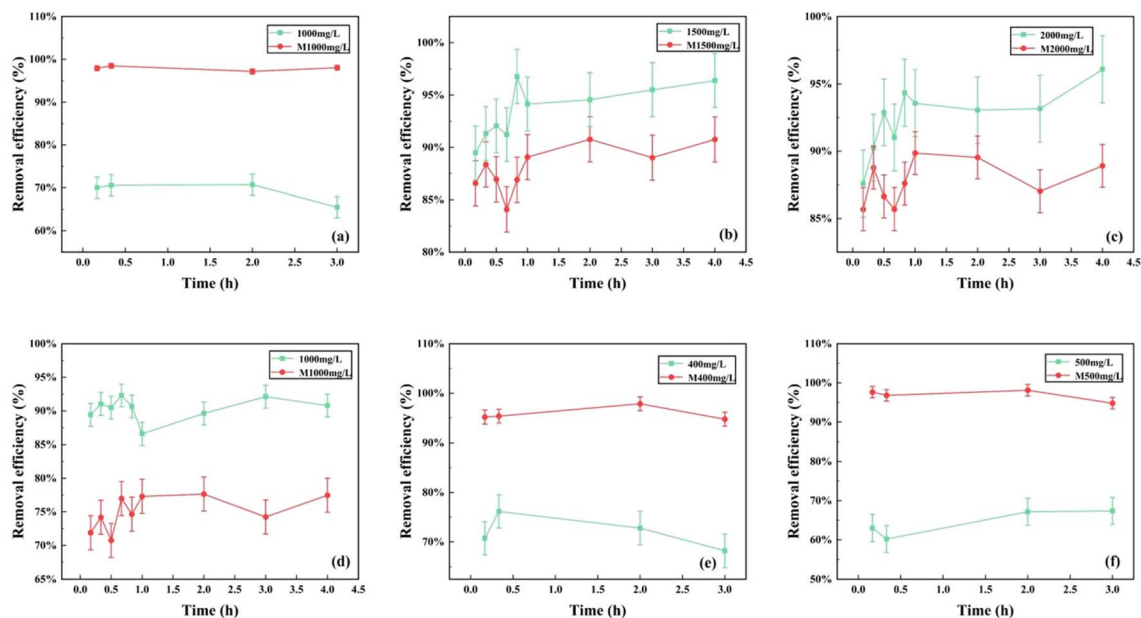 110%
100%
90%
80%
70%
60%
Removal efficiency (%)
1000mg/L
M1000mg/L
(a)
0.0 0.5 1.0 1.5 2.0 2.5 3.0
Time (h)
100%
95%
90%
85%
80%
Removal efficiency (%)
1500mg/L
M1500mg/L
(b)
0.0 0.5 1.0 1.5 2.0 2.5 3.0 3.5 4.0 4.5
Time (h)
100%
95%
90%
85%
Removal efficiency (%)
2000mg/L
M2000mg/L
(c)
0.0 0.5 1.0 1.5 2.0 2.5 3.0 3.5 4.0 4.5
Time (h)
100%
95%
90%
85%
80%
75%
70%
65%
Removal efficiency (%)
1000mg/L
M1000mg/L
(d)
0.0 0.5 1.0 1.5 2.0 2.5 3.0 3.5 4.0 4.5
Time (h)
110%
100%
90%
80%
70%
Removal efficiency (%)
400mg/L
M400mg/L
(e)
0.0 0.5 1.0 1.5 2.0 2.5 3.0
Time (h)
110%
100%
90%
80%
70%
60%
50%
Removal efficiency (%)
500mg/L
M500mg/L
(f)
0.0 0.5 1.0 1.5 2.0 2.5 3.0
Time (h)